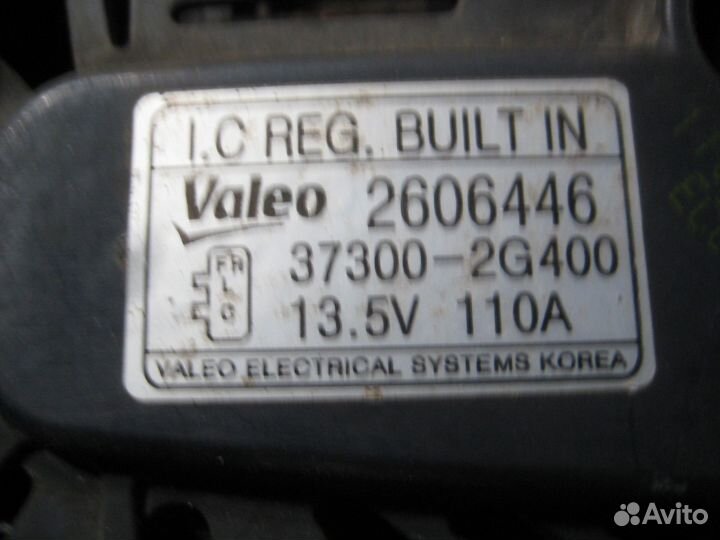 I.C REG. BUILT IN
Valeo 2606446
FR
L
C
37300-2G400
13.5V 110A
VALEO ELECTRICAL SYSTEMS KOREA
Avito